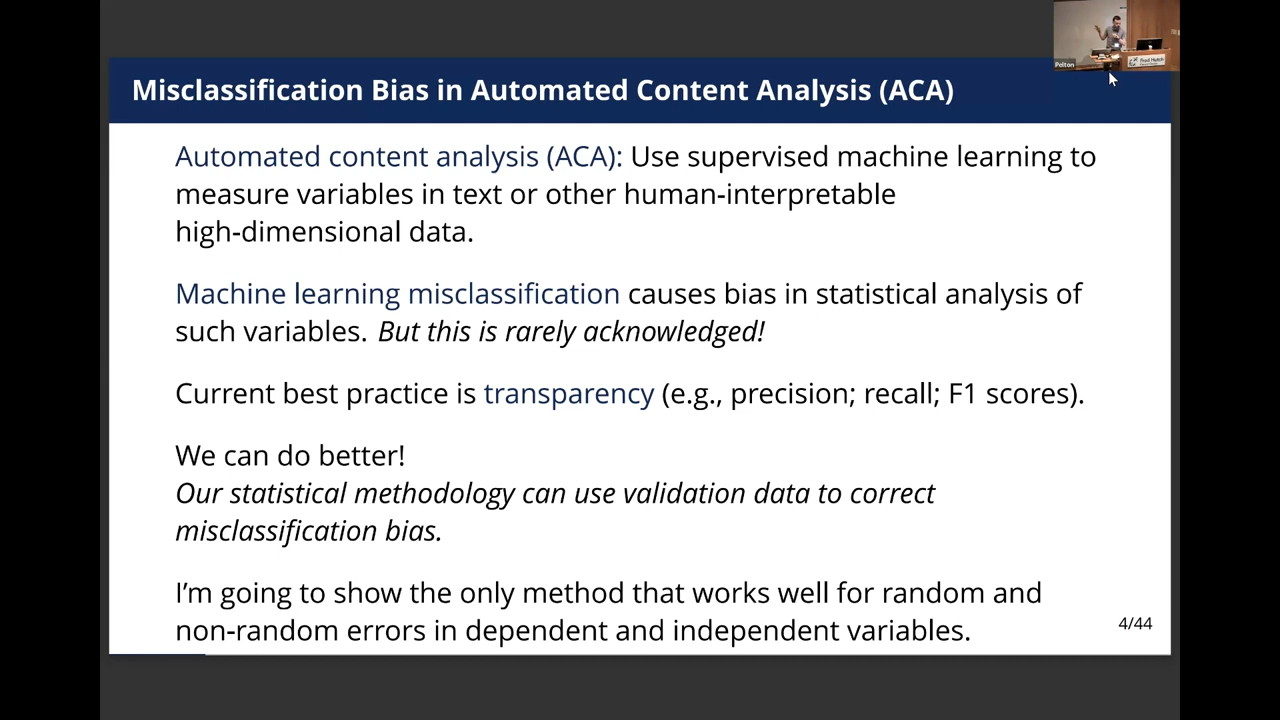 Pelton
Fred Hutch
Misclassification Bias in Automated Content Analysis (ACA)
Automated content analysis (ACA): Use supervised machine learning to
measure variables in text or other human-interpretable
high-dimensional data.
Machine learning misclassification causes bias in statistical analysis of
such variables. But this is rarely acknowledged!
Current best practice is transparency (e.g., precision; recall; F1 scores).
We can do better!
Our statistical methodology can use validation data to correct
misclassification bias.
I'm going to show the only method that works well for random and
non-random errors in dependent and independent variables.
4/44